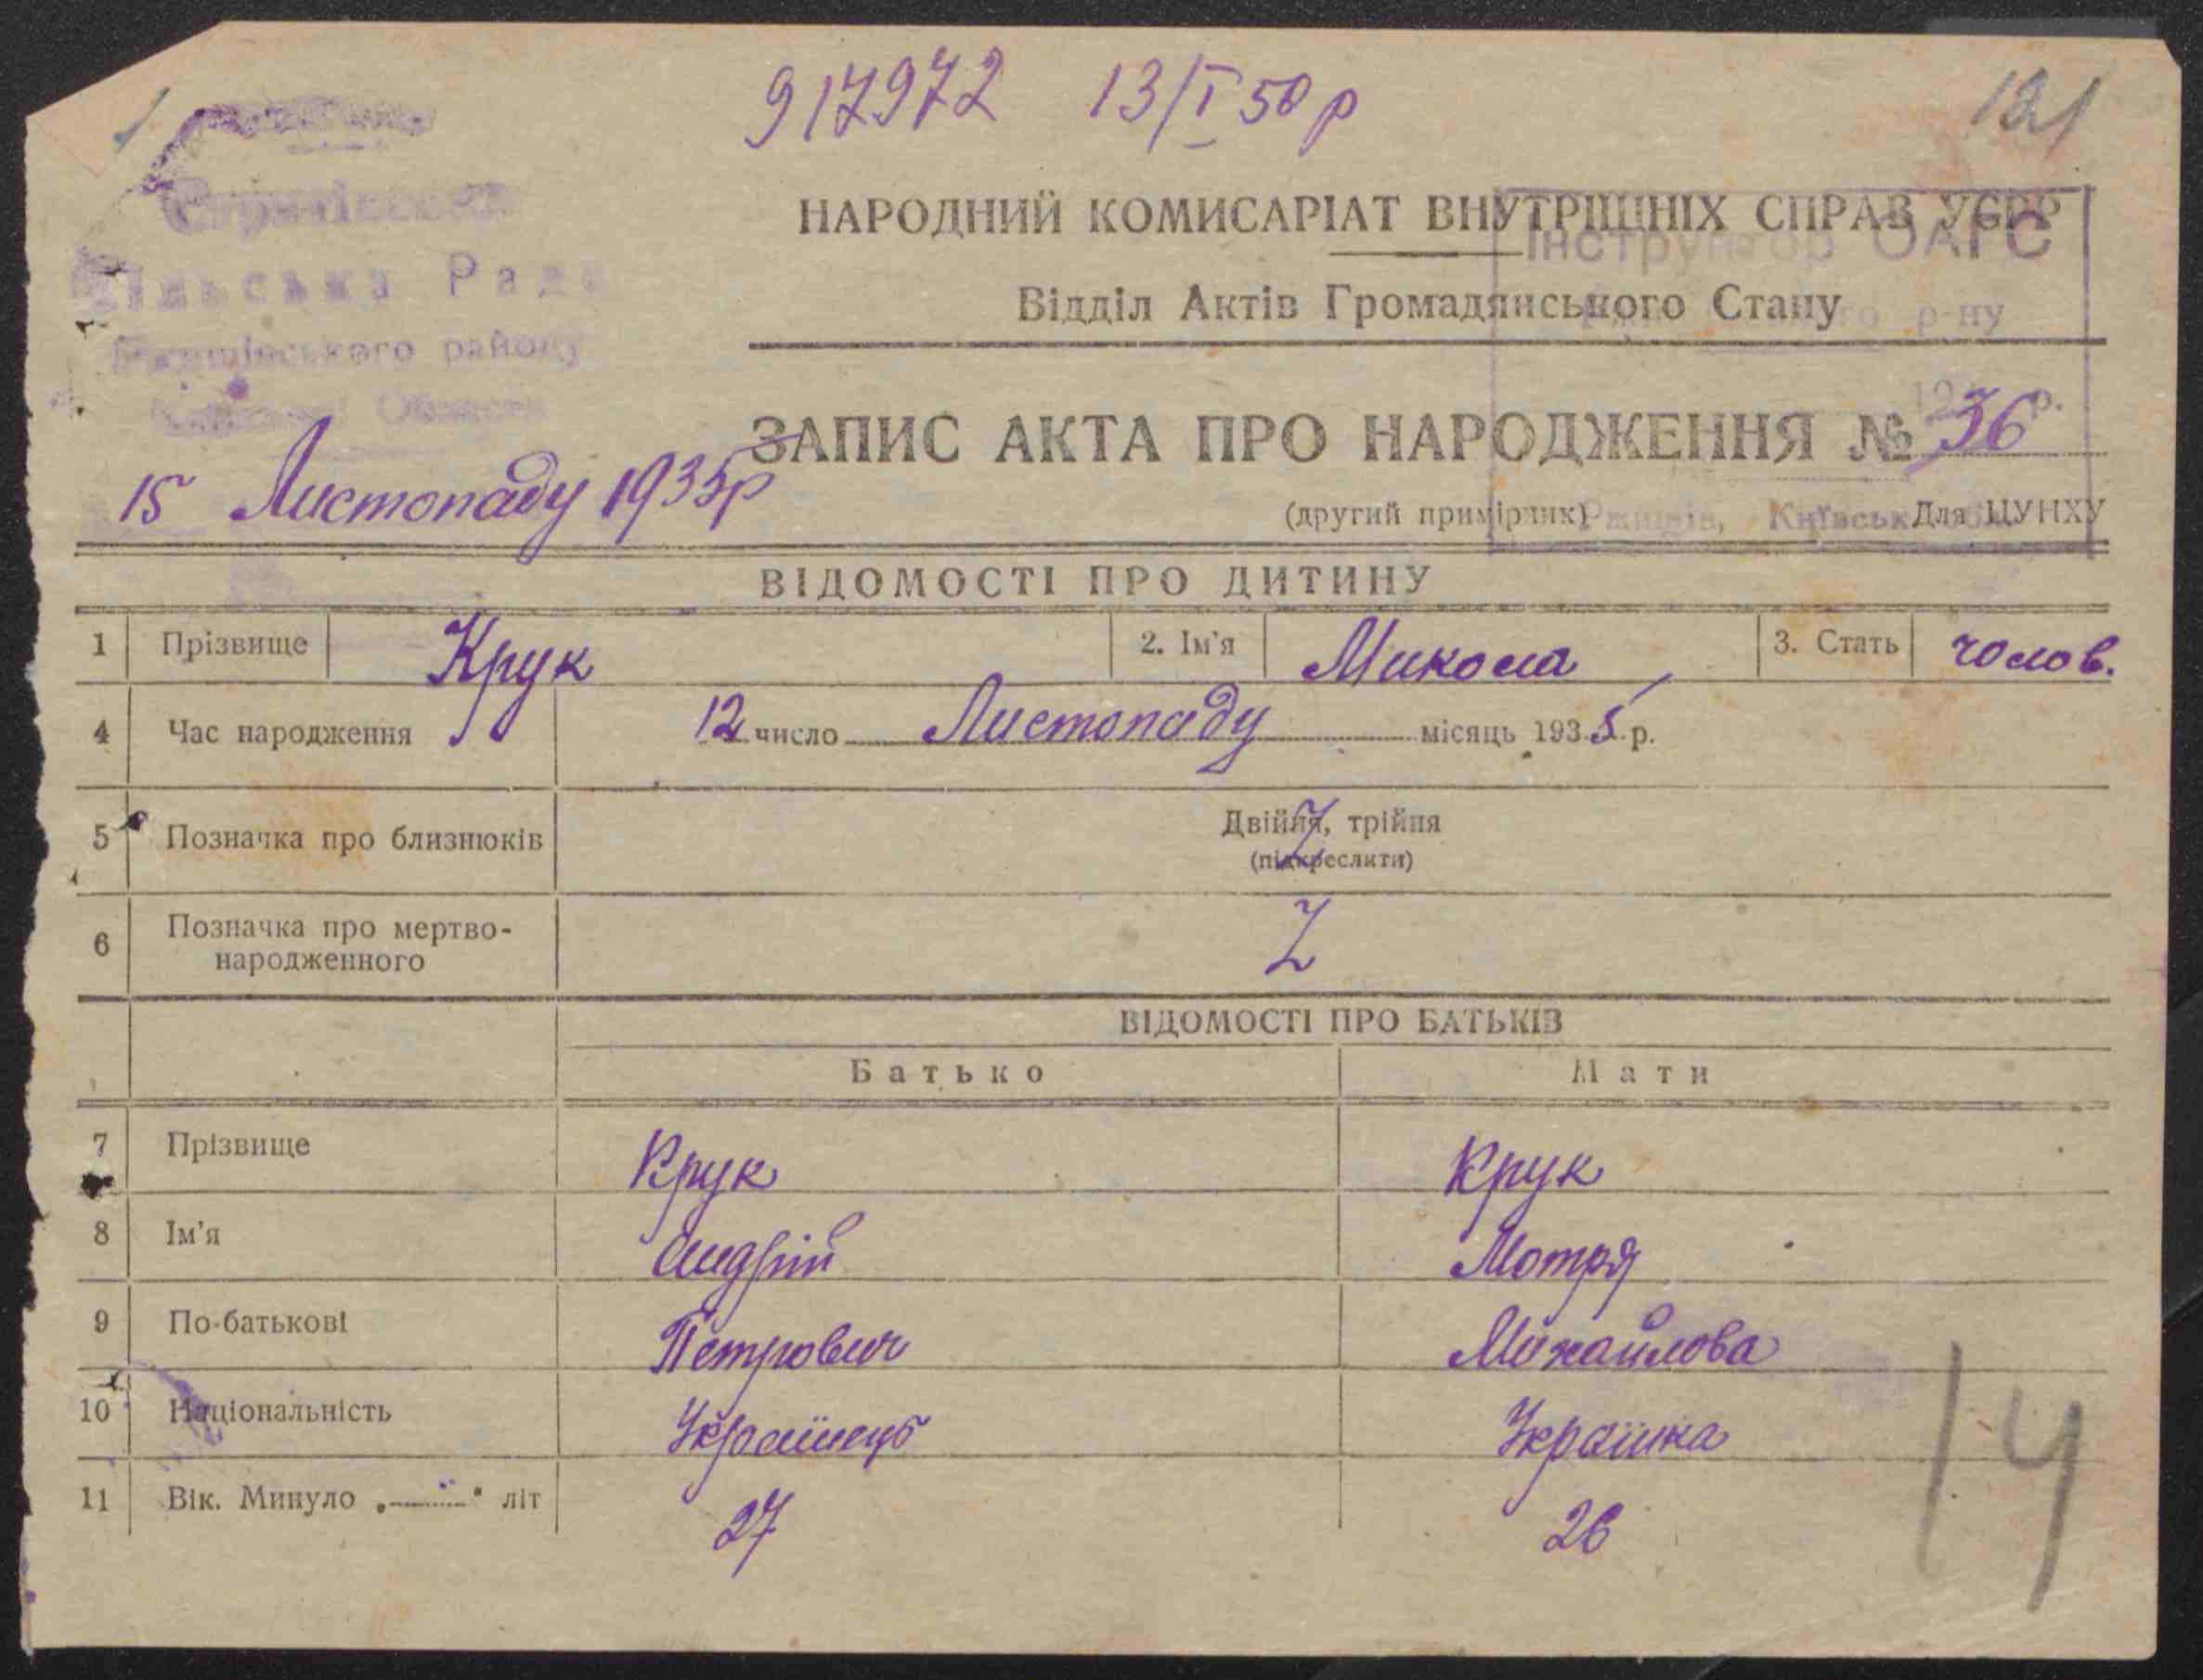 917972 13/I 50 р
121
Сільська Рада
району
НАРОДНИЙ КОМИСАРІАТ ВНУТРІШНІХ СПРАВ УСРР
Інструктор ОАГС
Відділ Актів Громадянського Стану
р-ну
ЗАПИС АКТА ПРО НАРОДЖЕННЯ № 36
15 Листопаду 1935р
(другий примірник) Для ЦУНХУ
Ржищів, Київськ
ВІДОМОСТІ ПРО ДИТИНУ
1 Прізвище Крук 2. Ім'я Микола 3. Стать чолов.
4 Час народження 12 число Листопаду місяць 1935 р.
5 Позначка про близнюків Двійня, трійня
(підкреслити)
6 Позначка про мертво-
народженного
Z
ВІДОМОСТІ ПРО БАТЬКІВ
Батько Мати
7 Прізвище Крук Крук
8 Ім'я Андрій Мотря
9 По-батькові Петрович Михайлова
10 Національність Українець Українка
11 Вік. Минуло „ “ літ 27 26
14